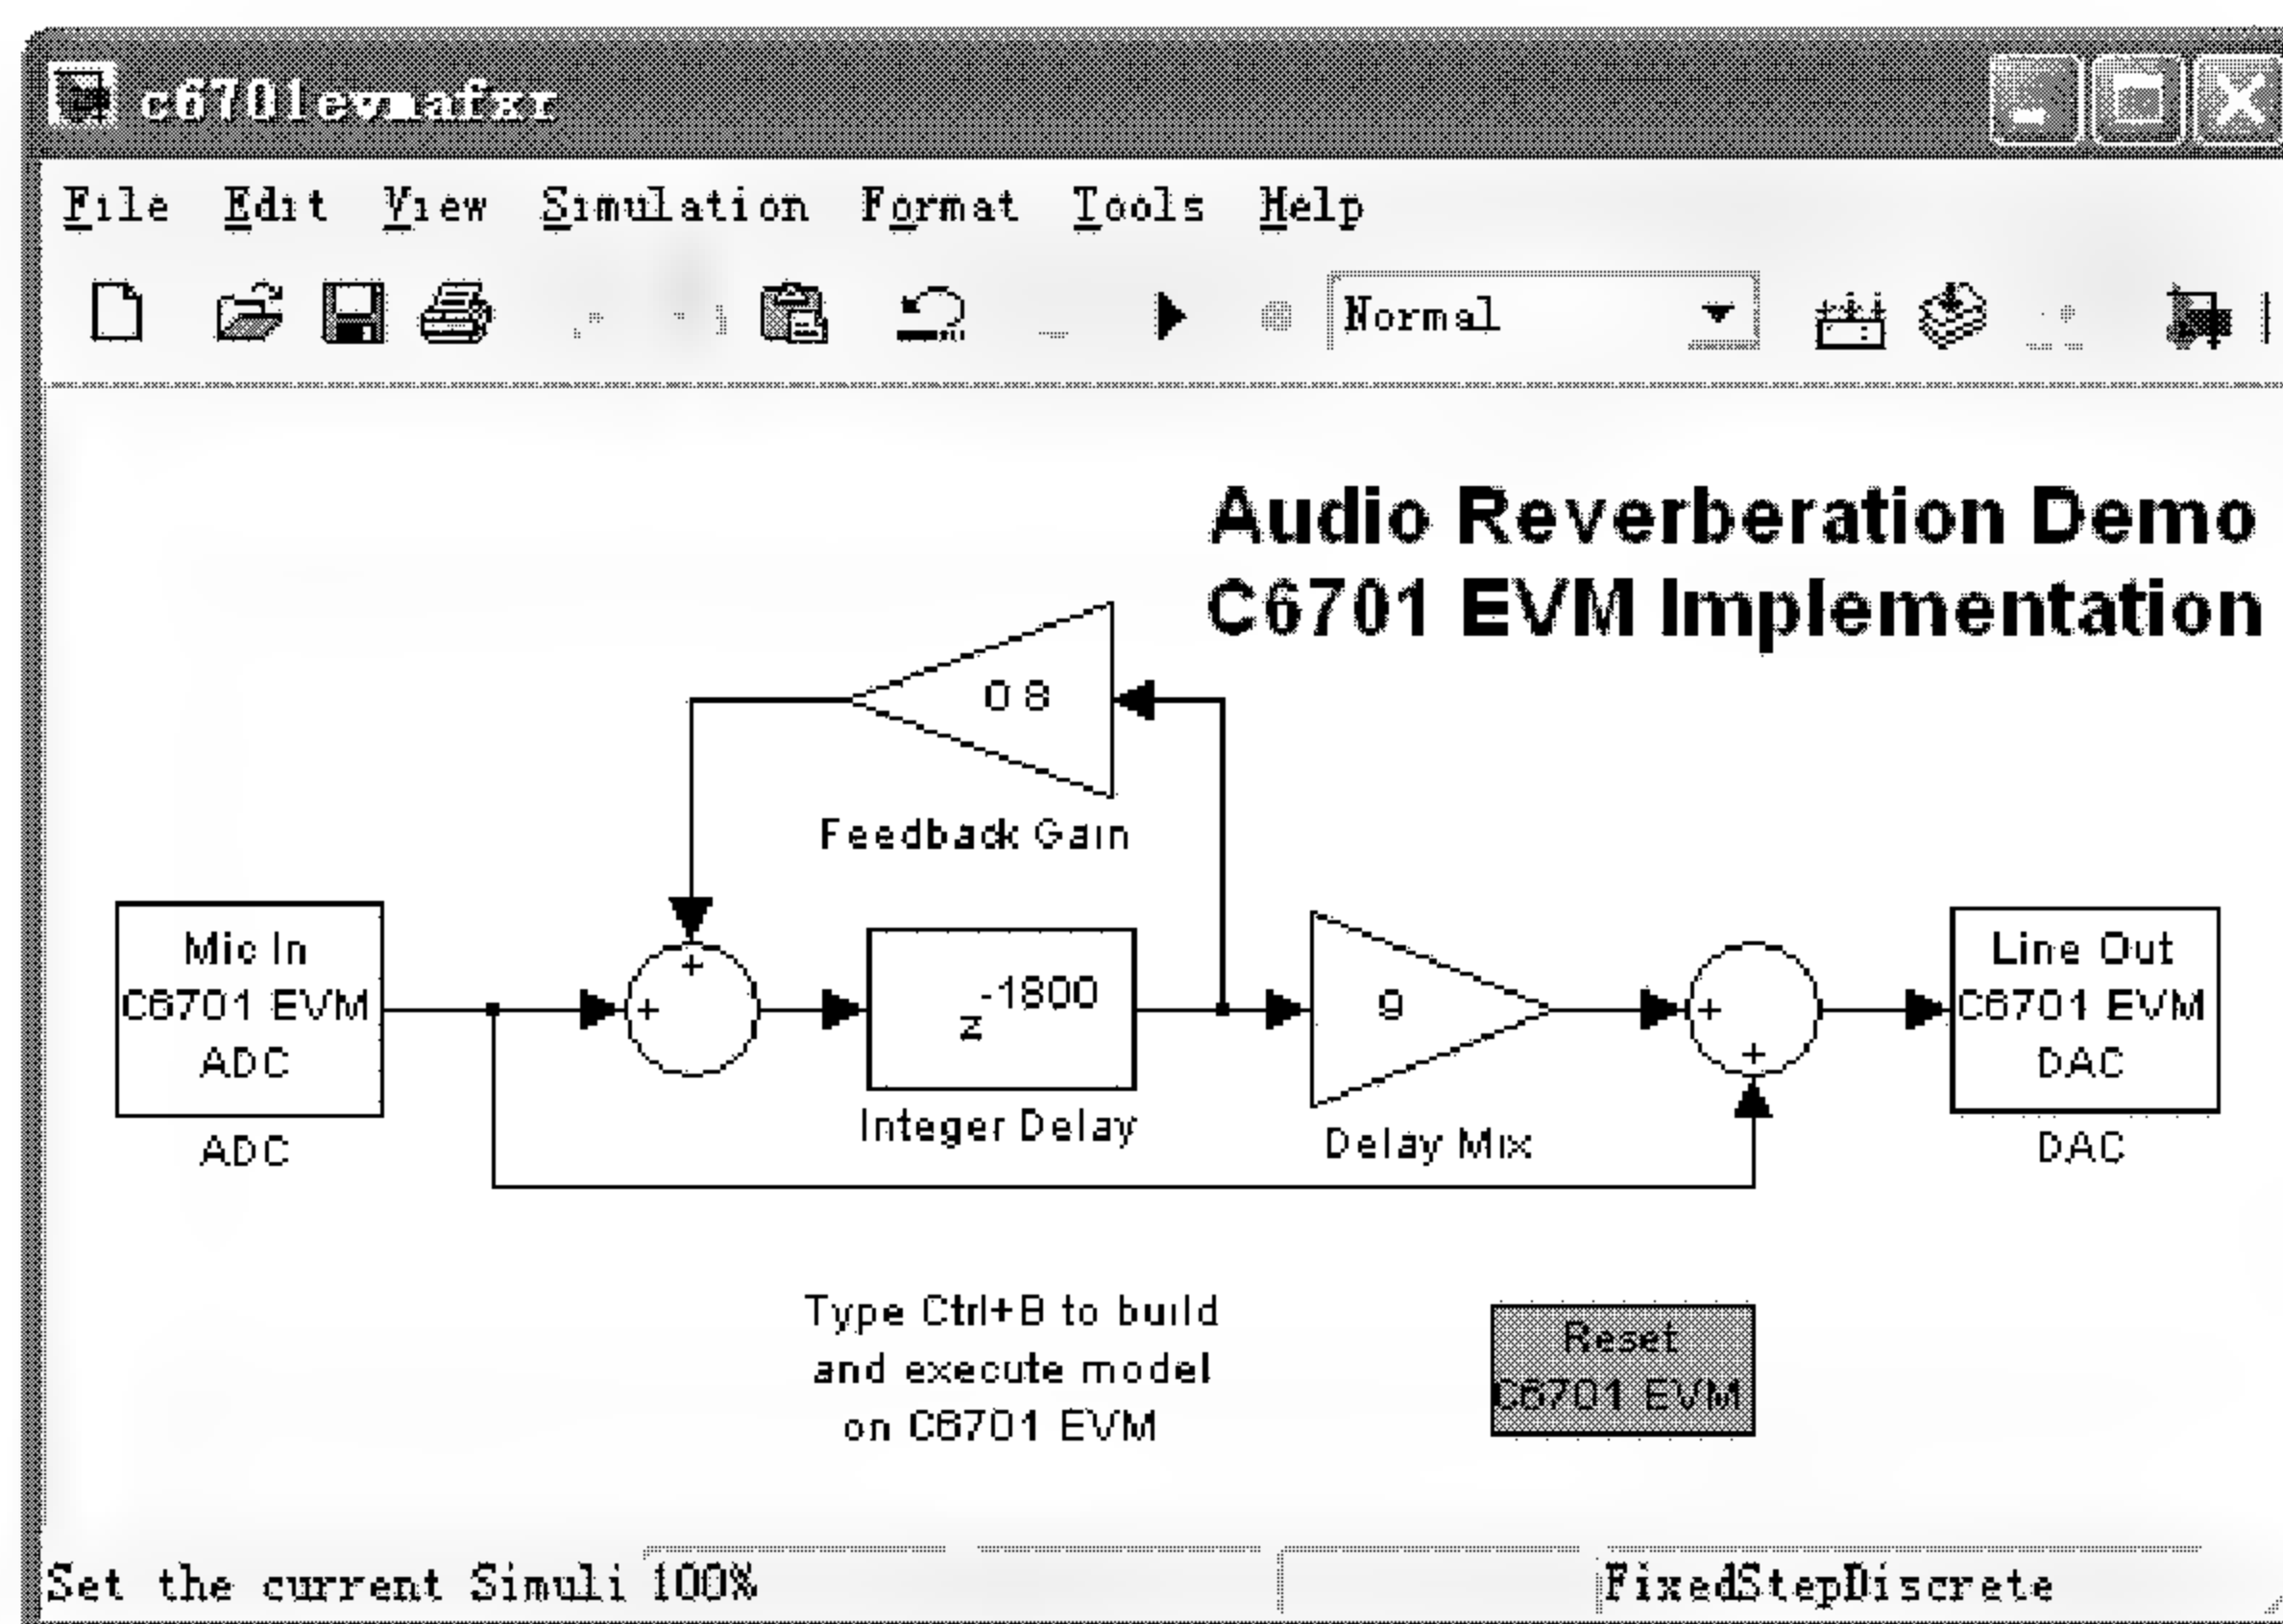 c6701evmafxr
File Edit View Simulation Format Tools Help
Normal
Audio Reverberation Demo
C6701 EVM Implementation
0 8
Feedback Gain
Mic In
C6701 EVM
ADC
ADC
+
+
z-1800
Integer Delay
9
Delay Mix
+
+
Line Out
C6701 EVM
DAC
DAC
Type Ctrl+B to build
and execute model
on C6701 EVM
Reset
C6701 EVM
Set the current Simuli 100% FixedStepDiscrete